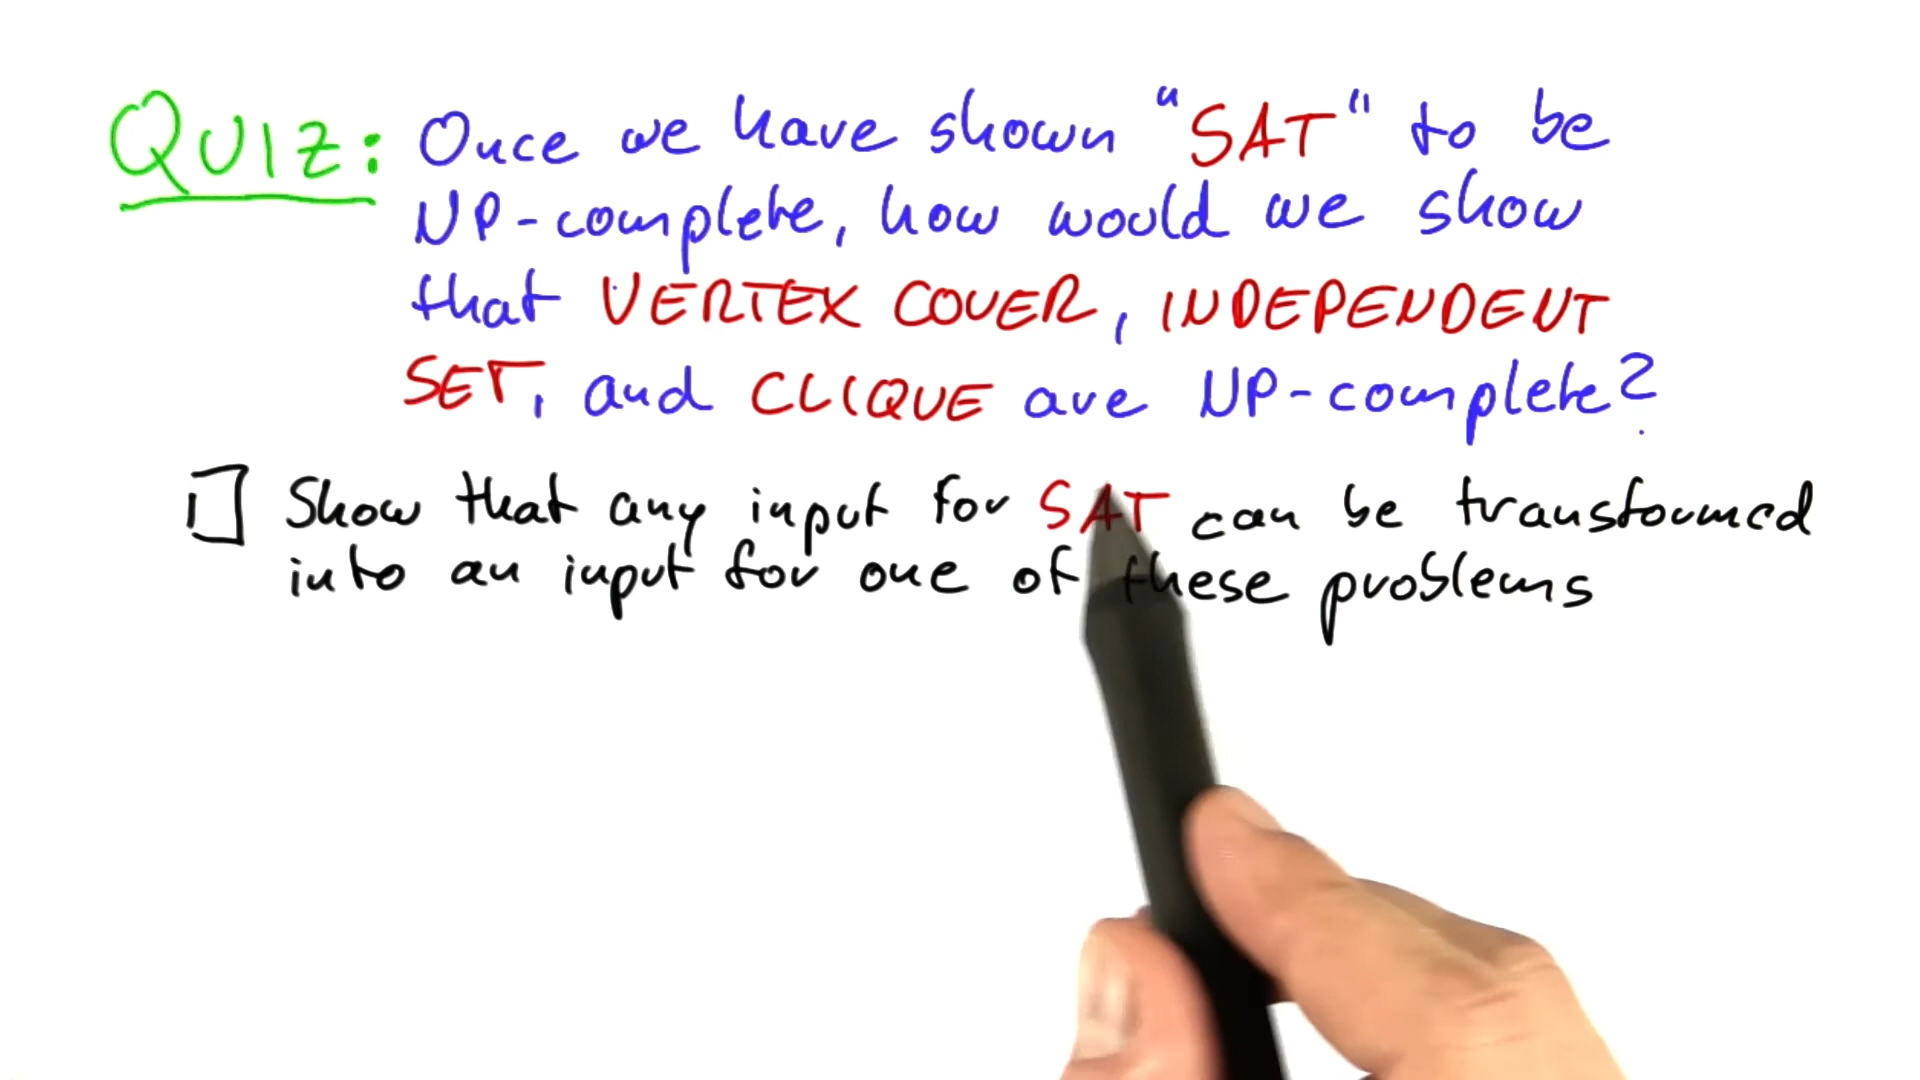 QUIZ: Once we have shown "SAT" to be
NP-complete, how would we show
that VERTEX COVER, INDEPENDENT
SET, and CLIQUE are NP-complete?
Show that any input for SAT can be transformed
into an input for one of these problems